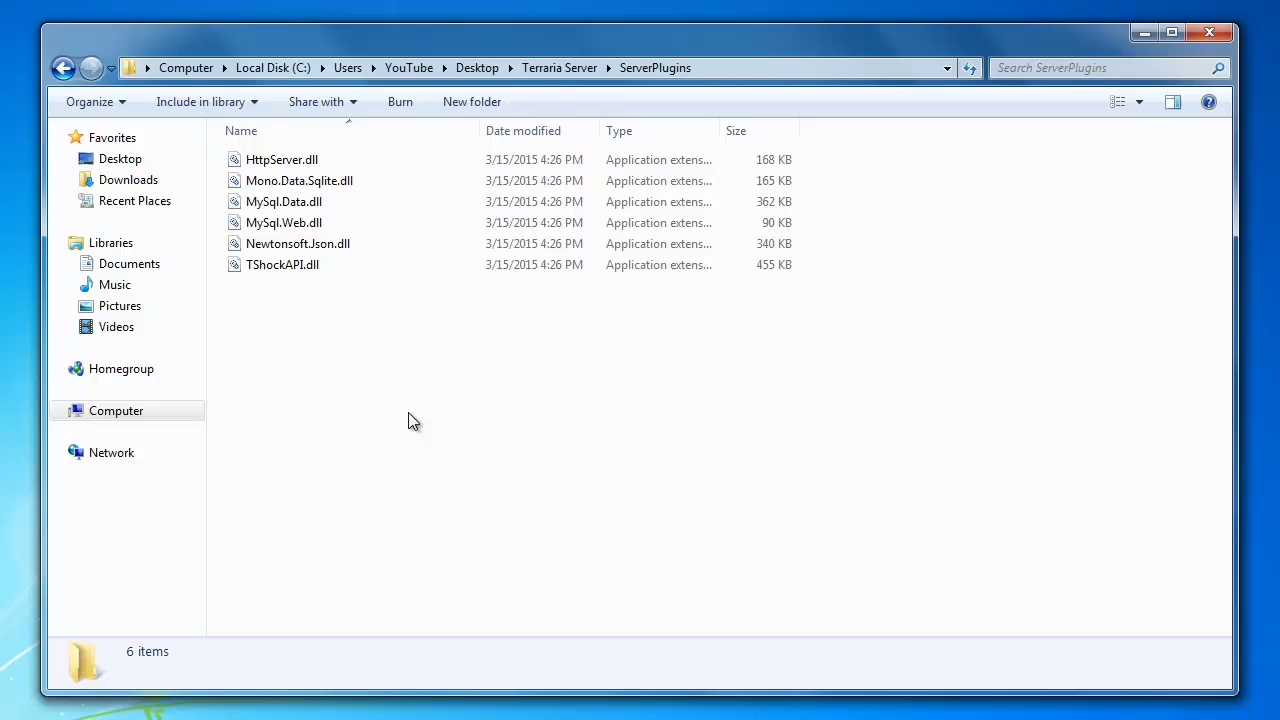 Computer Local Disk (C:) Users YouTube Desktop Terraria Server ServerPlugins Search ServerPlugins
Organize Include in library Share with Burn New folder
Favorites
Desktop
Downloads
Recent Places
Libraries
Documents
Music
Pictures
Videos
Homegroup
Computer
Network
Name Date modified Type Size
HttpServer.dll 3/15/2015 4:26 PM Application extens... 168 KB
Mono.Data.Sqlite.dll 3/15/2015 4:26 PM Application extens... 165 KB
MySql.Data.dll 3/15/2015 4:26 PM Application extens... 362 KB
MySql.Web.dll 3/15/2015 4:26 PM Application extens... 90 KB
Newtonsoft.Json.dll 3/15/2015 4:26 PM Application extens... 340 KB
TShockAPI.dll 3/15/2015 4:26 PM Application extens... 455 KB
6 items